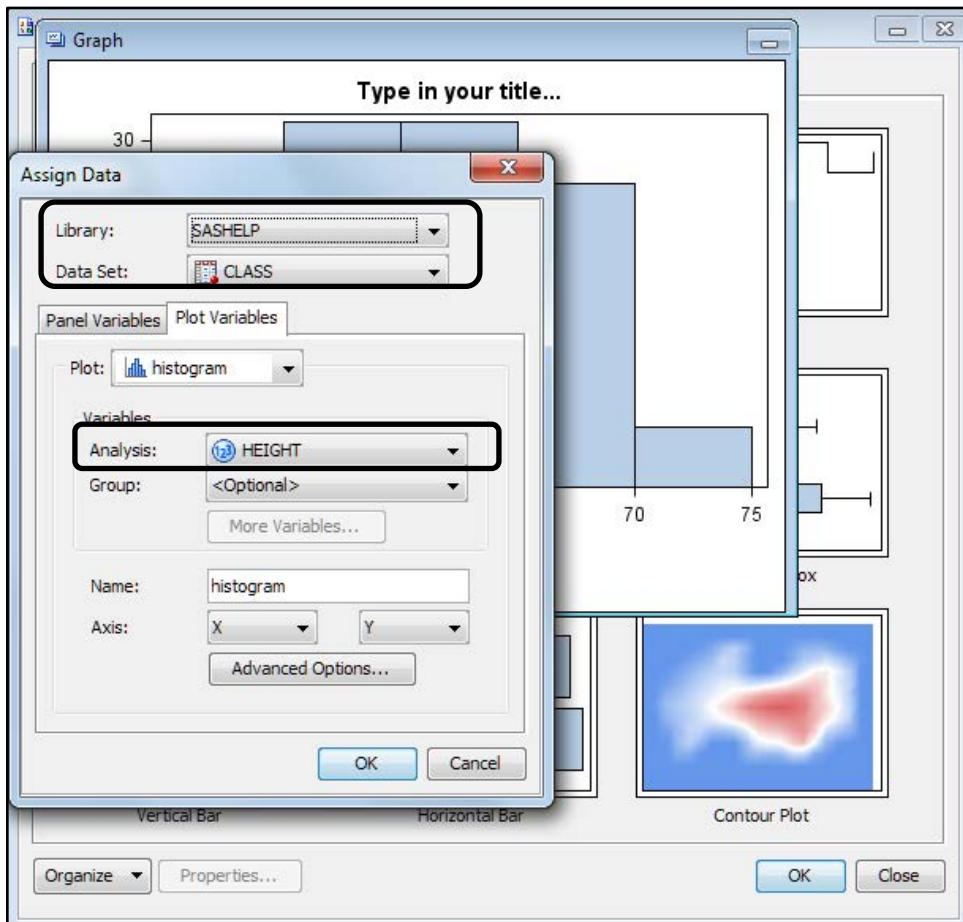 Graph
Type in your title...
30
Assign Data
Library: SASHELP
Data Set: CLASS
Panel Variables Plot Variables
Plot: histogram
Variables
Analysis: 123 HEIGHT
Group: <Optional>
More Variables...
Name: histogram
Axis: X Y
Advanced Options...
OK Cancel
70 75
ox
Vertical Bar Horizontal Bar Contour Plot
Organize Properties... OK Close